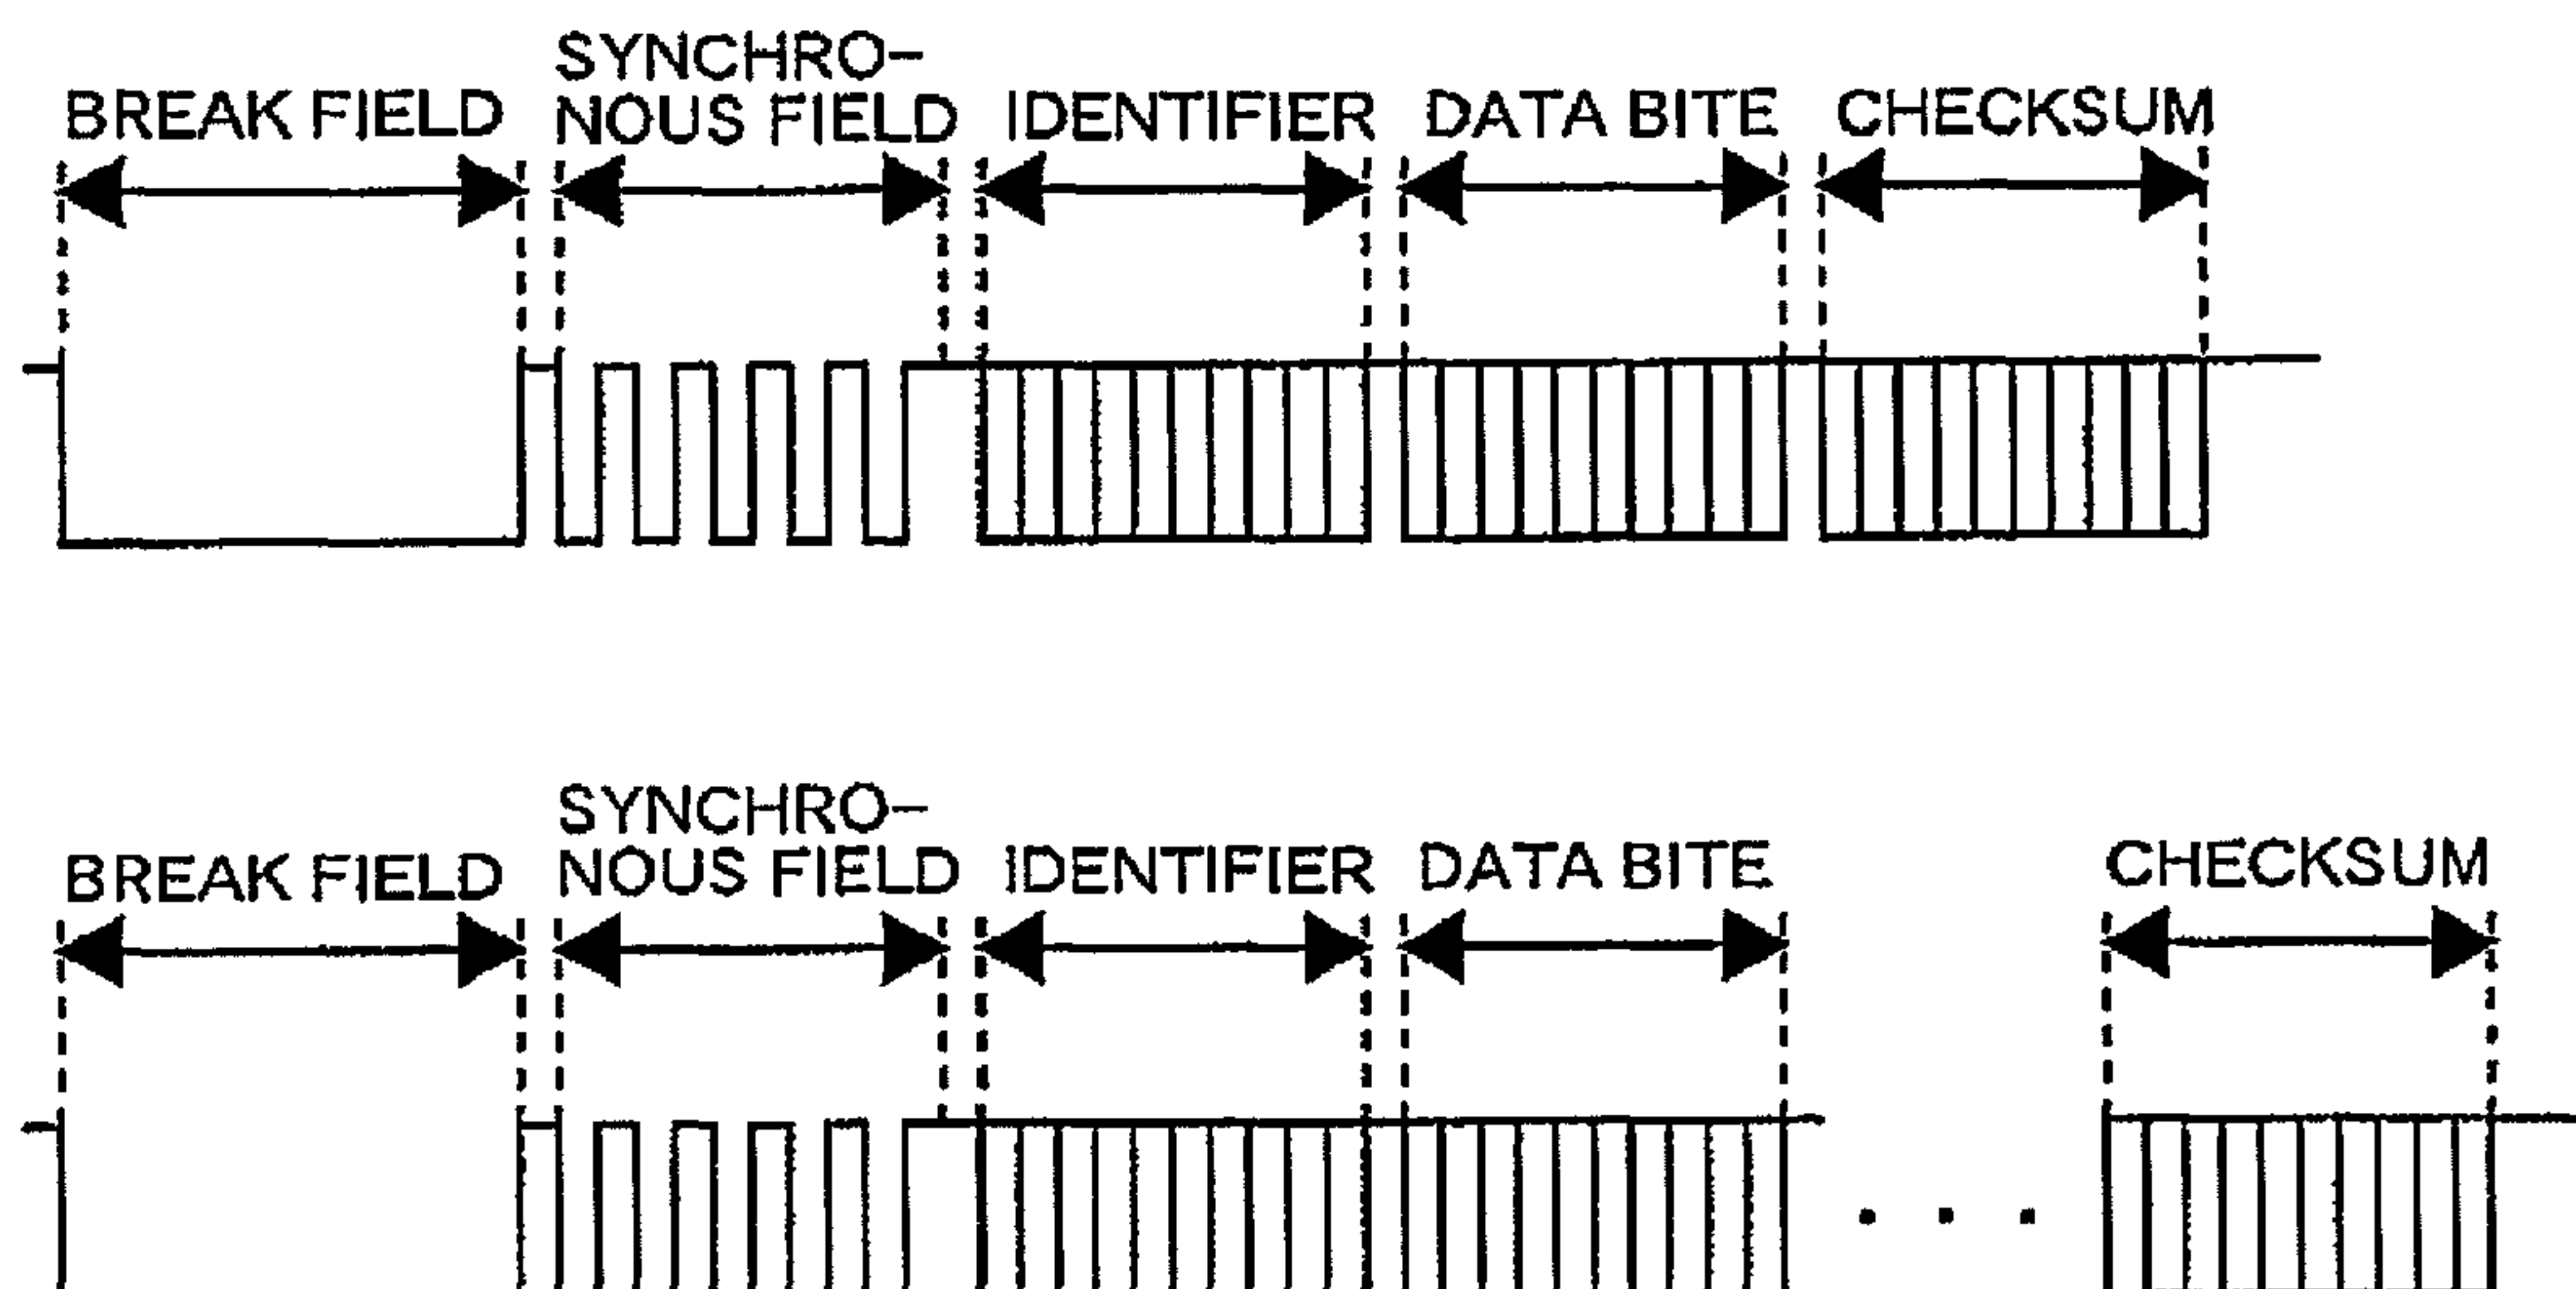 SYNCHRO-
BREAK FIELD NOUS FIELD IDENTIFIER DATA BITE CHECKSUM
SYNCHRO-
BREAK FIELD NOUS FIELD IDENTIFIER DATA BITE CHECKSUM